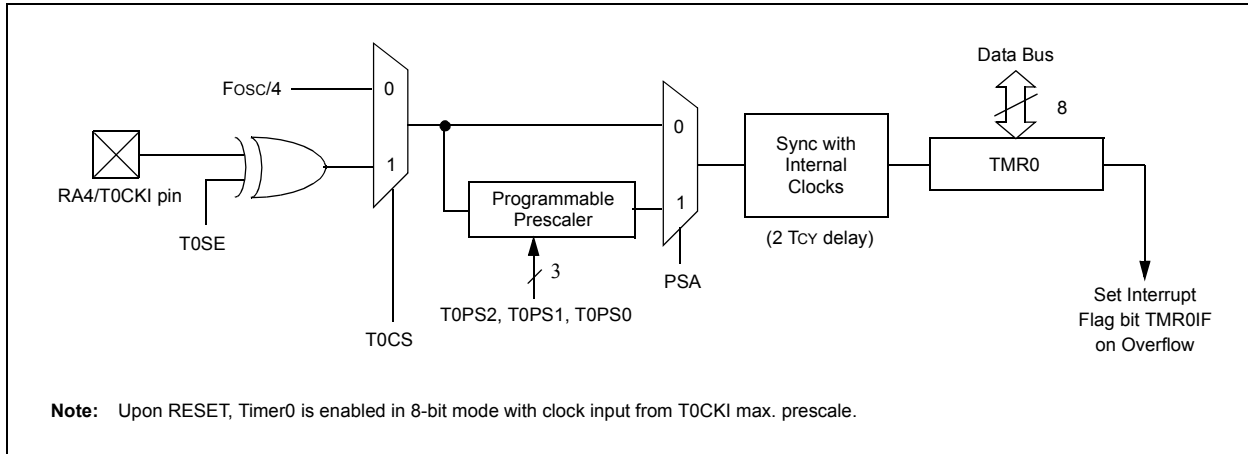 Data Bus
8
FOSC/4
0
1
RA4/T0CKI pin
T0SE
T0CS
Programmable
Prescaler
3
T0PS2, T0PS1, T0PS0
0
1
PSA
Sync with
Internal
Clocks
(2 TCY delay)
TMR0
Set Interrupt
Flag bit TMR0IF
on Overflow
Note: Upon RESET, Timer0 is enabled in 8-bit mode with clock input from T0CKI max. prescale.